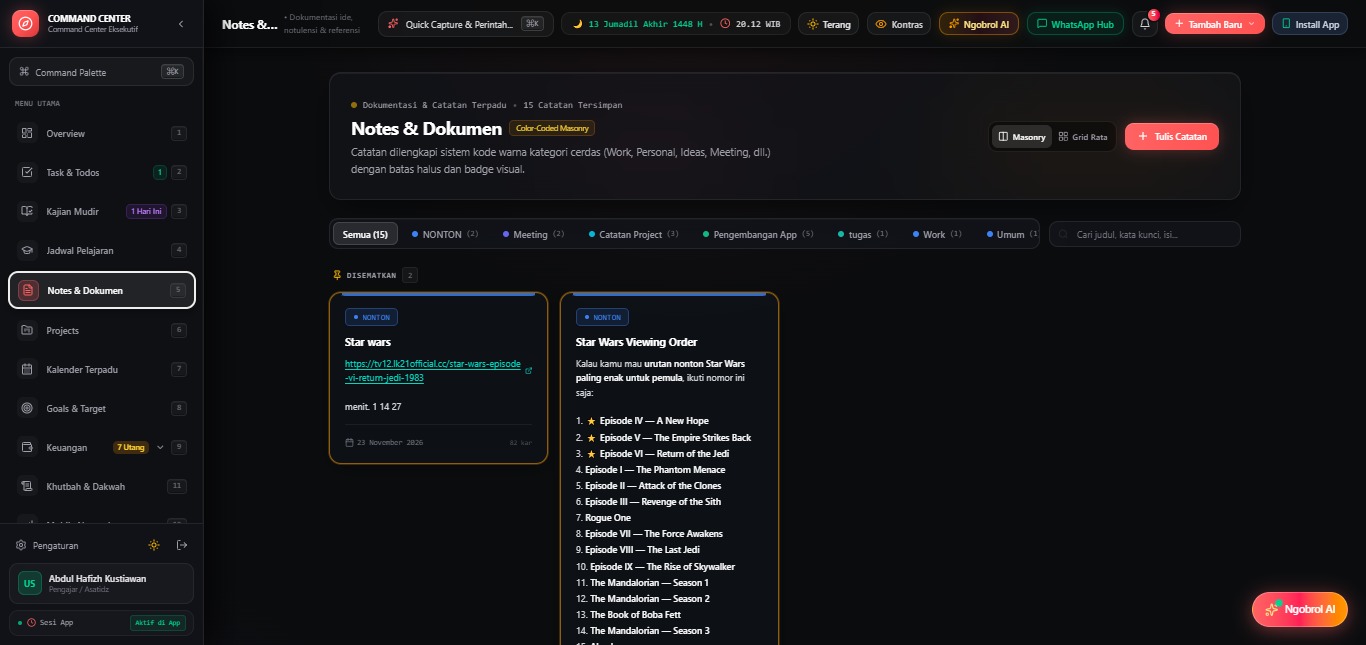 COMMAND CENTER
Command Center Eksekutif
Command Palette ⌘K
MENU UTAMA
Overview 1
Task & Todos 1 2
Kajian Mudir 1 Hari Ini 3
Jadwal Pelajaran 4
Notes & Dokumen 5
Projects 6
Kalender Terpadu 7
Goals & Target 8
Keuangan 7 Utang 9
Khutbah & Dakwah 11
Pengaturan
US
Abdul Hafizh Kustiawan
Pengajar / Asatidz
Sesi App Aktif di App
Notes &...
• Dokumentasi ide,
notulensi & referensi
Quick Capture & Perintah... ⌘K
13 Jumadil Akhir 1448 H • 20.12 WIB
Terang
Kontras
Ngobrol AI
WhatsApp Hub
5
+ Tambah Baru
Install App
Dokumentasi & Catatan Terpadu • 15 Catatan Tersimpan
Notes & Dokumen Color-Coded Masonry
Catatan dilengkapi sistem kode warna kategori cerdas (Work, Personal, Ideas, Meeting, dll.)
dengan batas halus dan badge visual.
Masonry Grid Rata
+ Tulis Catatan
Semua (15) NONTON (2) Meeting (2) Catatan Project (3) Pengembangan App (5) tugas (1) Work (1) Umum (1
Cari judul, kata kunci, isi...
DISEMATKAN 2
NONTON
Star wars
https://tv12.lk21official.cc/star-wars-episode
-vi-return-jedi-1983
menit. 1 14 27
23 November 2026 82 kar
NONTON
Star Wars Viewing Order
Kalau kamu mau urutan nonton Star Wars
paling enak untuk pemula, ikuti nomor ini
saja:
1. ⭐ Episode IV — A New Hope
2. ⭐ Episode V — The Empire Strikes Back
3. ⭐ Episode VI — Return of the Jedi
4. Episode I — The Phantom Menace
5. Episode II — Attack of the Clones
6. Episode III — Revenge of the Sith
7. Rogue One
8. Episode VII — The Force Awakens
9. Episode VIII — The Last Jedi
10. Episode IX — The Rise of Skywalker
11. The Mandalorian — Season 1
12. The Mandalorian — Season 2
13. The Book of Boba Fett
14. The Mandalorian — Season 3
Ngobrol AI